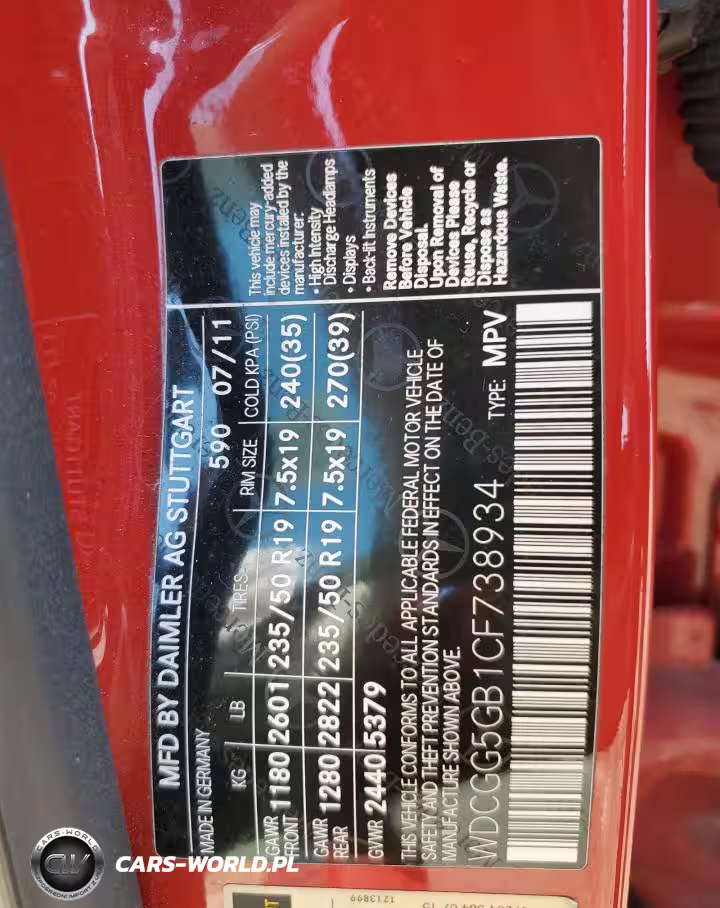 MFD BY DAIMLER AG STUTTGART
MADE IN GERMANY 590 07/11
KG LB TIRES RIM SIZE COLD KPA (PSI)
GAWR FRONT 1180 2601 235/50 R19 7.5x19 240(35)
GAWR REAR 1280 2822 235/50 R19 7.5x19 270(39)
GVWR 2440 5379
THIS VEHICLE CONFORMS TO ALL APPLICABLE FEDERAL MOTOR VEHICLE
SAFETY AND THEFT PREVENTION STANDARDS IN EFFECT ON THE DATE OF
MANUFACTURE SHOWN ABOVE.
WDCGG5GB1CF738934 TYPE: MPV
This vehicle may
include mercury-added
devices installed by the
manufacturer:
• High Intensity
Discharge Headlamps
• Displays
• Back-lit Instruments
Remove Devices
Before Vehicle
Disposal.
Upon Removal of
Devices Please
Reuse, Recycle or
Dispose as
Hazardous Waste.
1213899
CARS-WORLD
CW
CARS-WORLD.PL